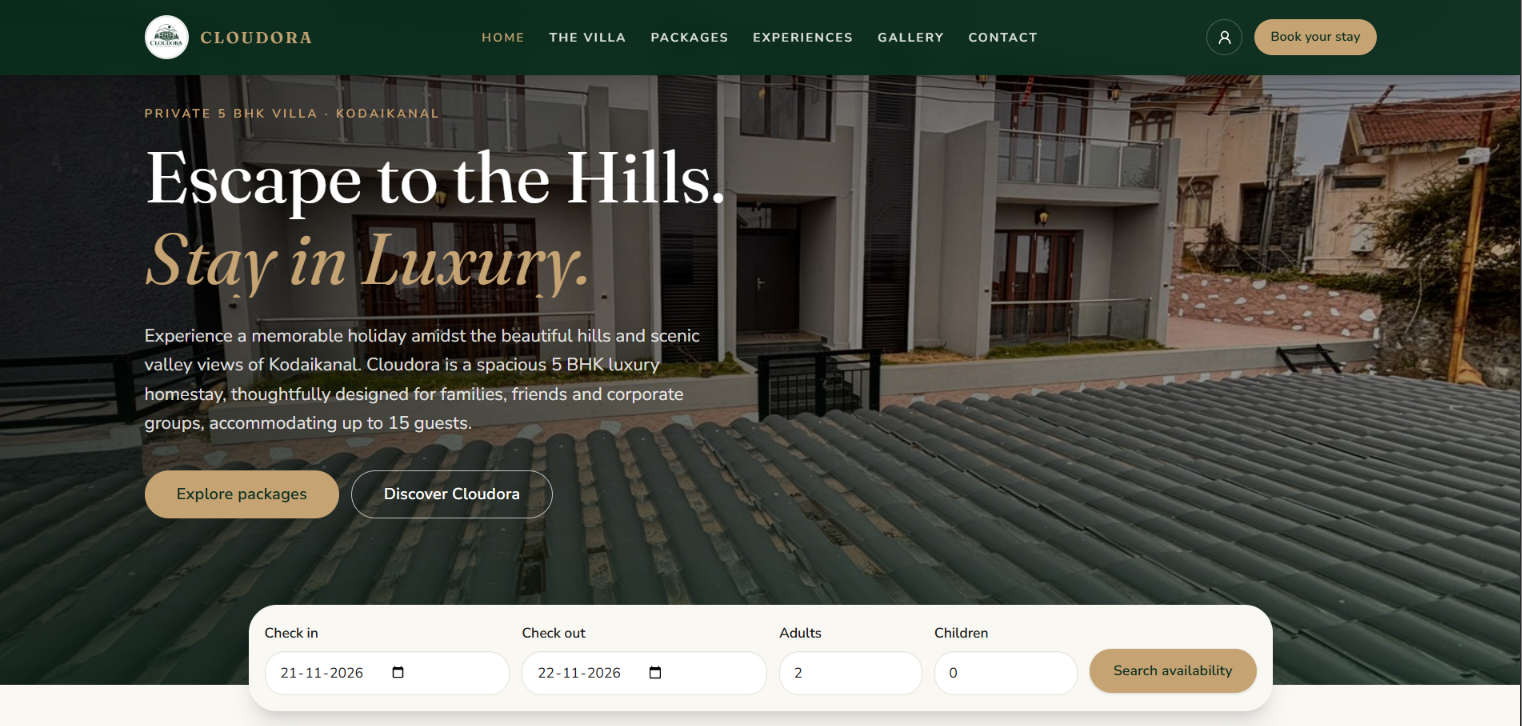 CLOUDORA
CLOUDORA
HOME
THE VILLA
PACKAGES
EXPERIENCES
GALLERY
CONTACT
Book your stay
PRIVATE 5 BHK VILLA · KODAIKANAL
Escape to the Hills.
Stay in Luxury.
Experience a memorable holiday amidst the beautiful hills and scenic
valley views of Kodaikanal. Cloudora is a spacious 5 BHK luxury
homestay, thoughtfully designed for families, friends and corporate
groups, accommodating up to 15 guests.
Explore packages
Discover Cloudora
Check in
Check out
Adults
Children
21-11-2026
22-11-2026
2
0
Search availability